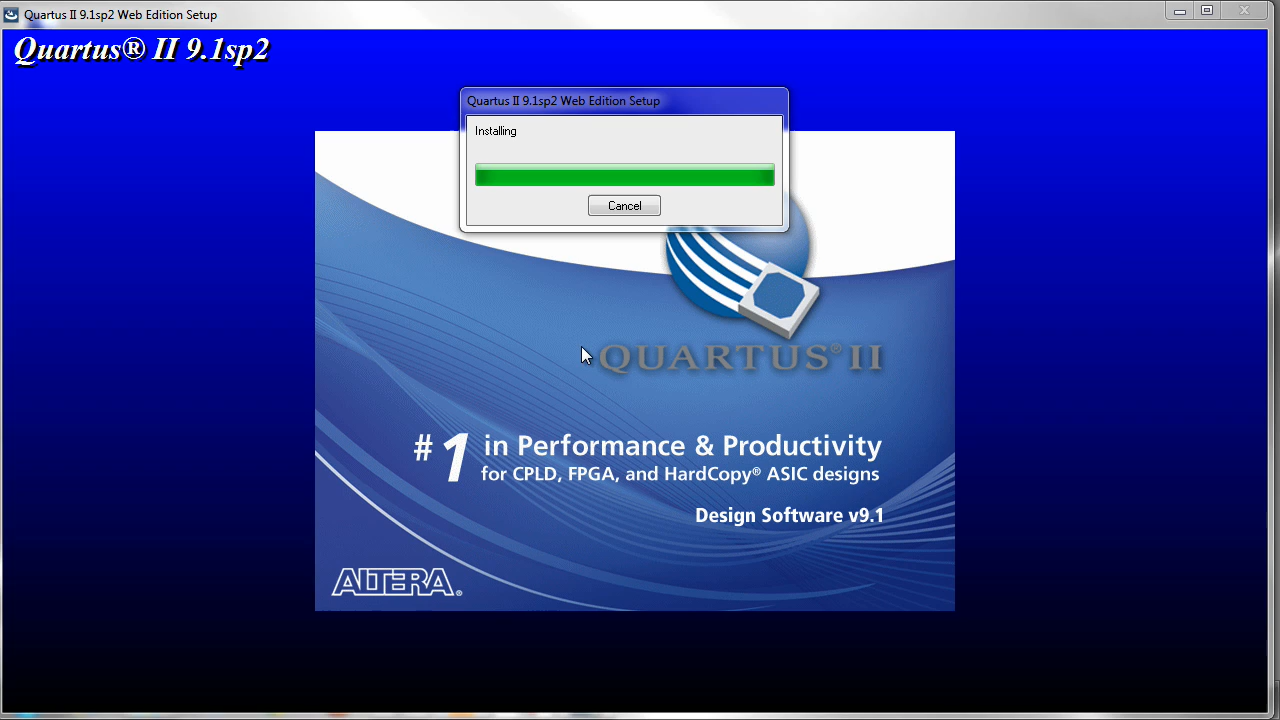 Quartus II 9.1sp2 Web Edition Setup
Quartus® II 9.1sp2
Quartus II 9.1sp2 Web Edition Setup
Installing
Cancel
QUARTUS® II
#1 in Performance & Productivity
for CPLD, FPGA, and HardCopy® ASIC designs
Design Software v9.1
ALTERA®